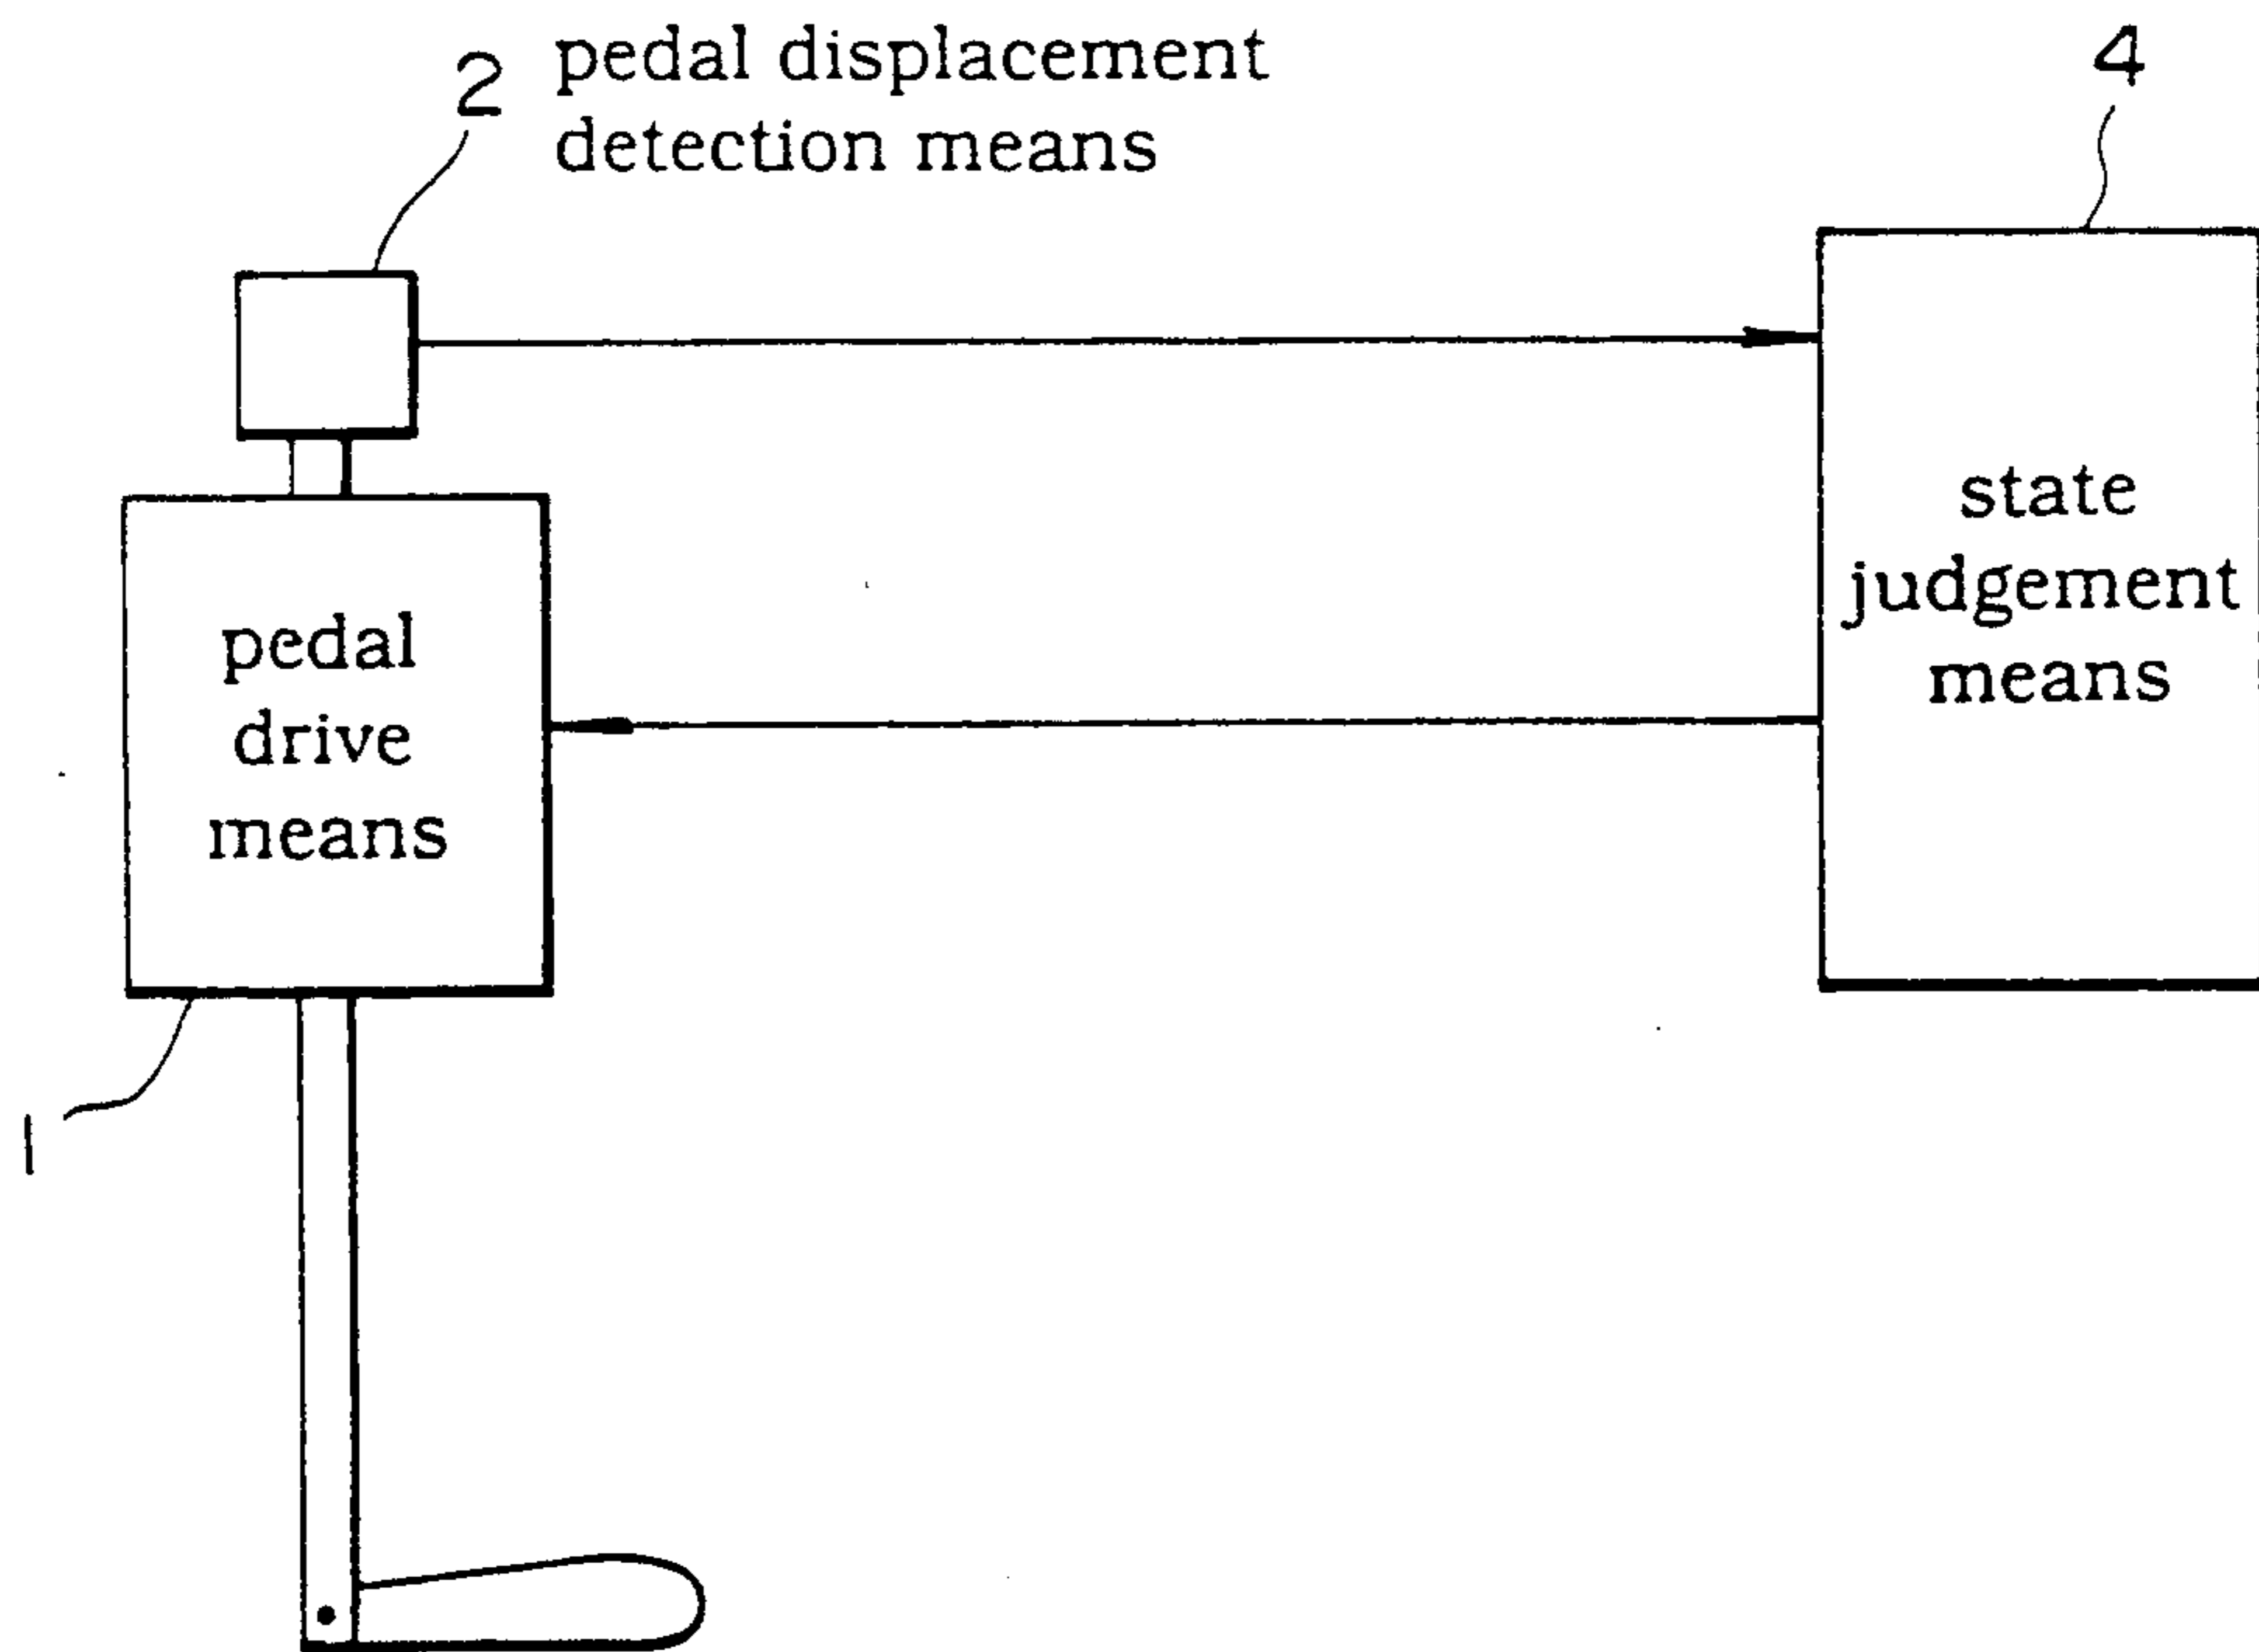 2 pedal displacement
detection means
4
state
judgement
means
pedal
drive
means
1